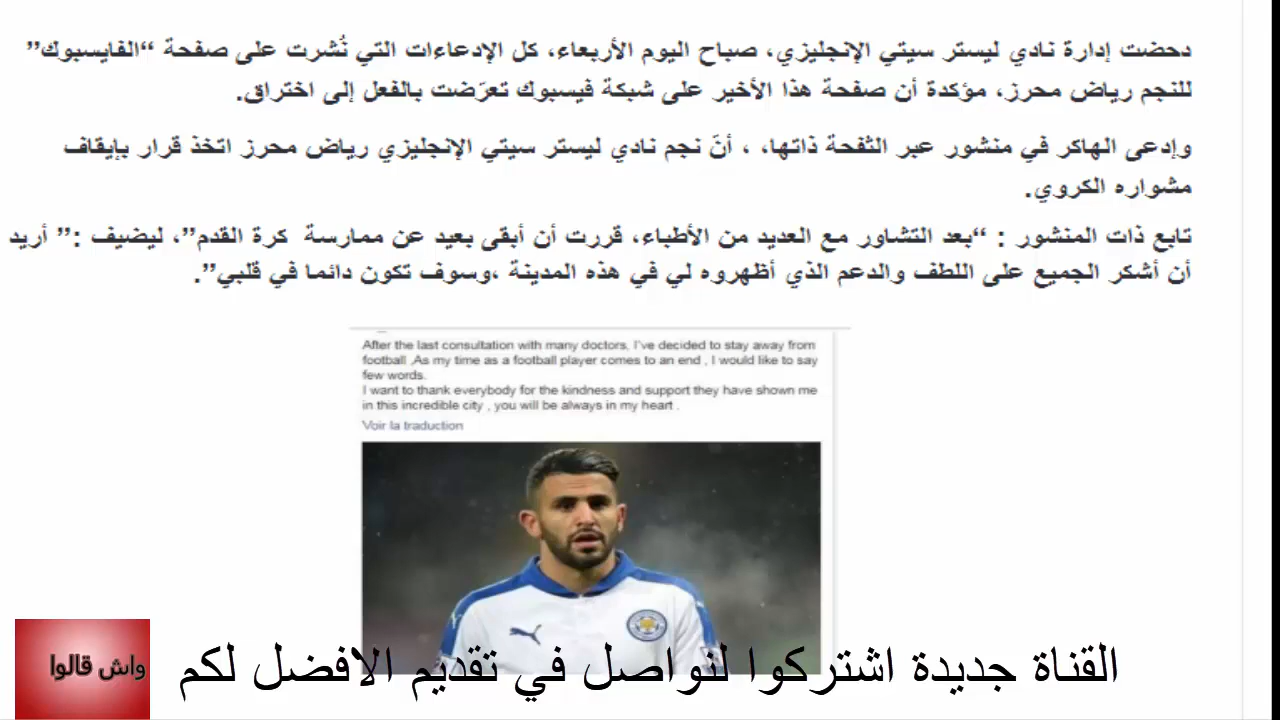 دحضت إدارة نادي ليستر سيتي الإنجليزي، صباح اليوم الأربعاء، كل الإدعاءات التي نُشرت على صفحة “الفايسبوك”
للنجم رياض محرز، مؤكدة أن صفحة هذا الأخير على شبكة فيسبوك تعرّضت بالفعل إلى اختراق.
وإدعى الهاكر في منشور عبر الثفحة ذاتها، ، أنّ نجم نادي ليستر سيتي الإنجليزي رياض محرز اتخذ قرار بإيقاف
مشواره الكروي.
تابع ذات المنشور : “بعد التشاور مع العديد من الأطباء، قررت أن أبقى بعيد عن ممارسة كرة القدم”، ليضيف :” أريد
أن أشكر الجميع على اللطف والدعم الذي أظهروه لي في هذه المدينة ،وسوف تكون دائما في قلبي”.
After the last consultation with many doctors, I've decided to stay away from
football .As my time as a football player comes to an end , I would like to say
few words.
I want to thank everybody for the kindness and support they have shown me
in this incredible city , you will be always in my heart .
Voir la traduction
واش قالوا
القناة جديدة اشتركوا لنواصل في تقديم الافضل لكم